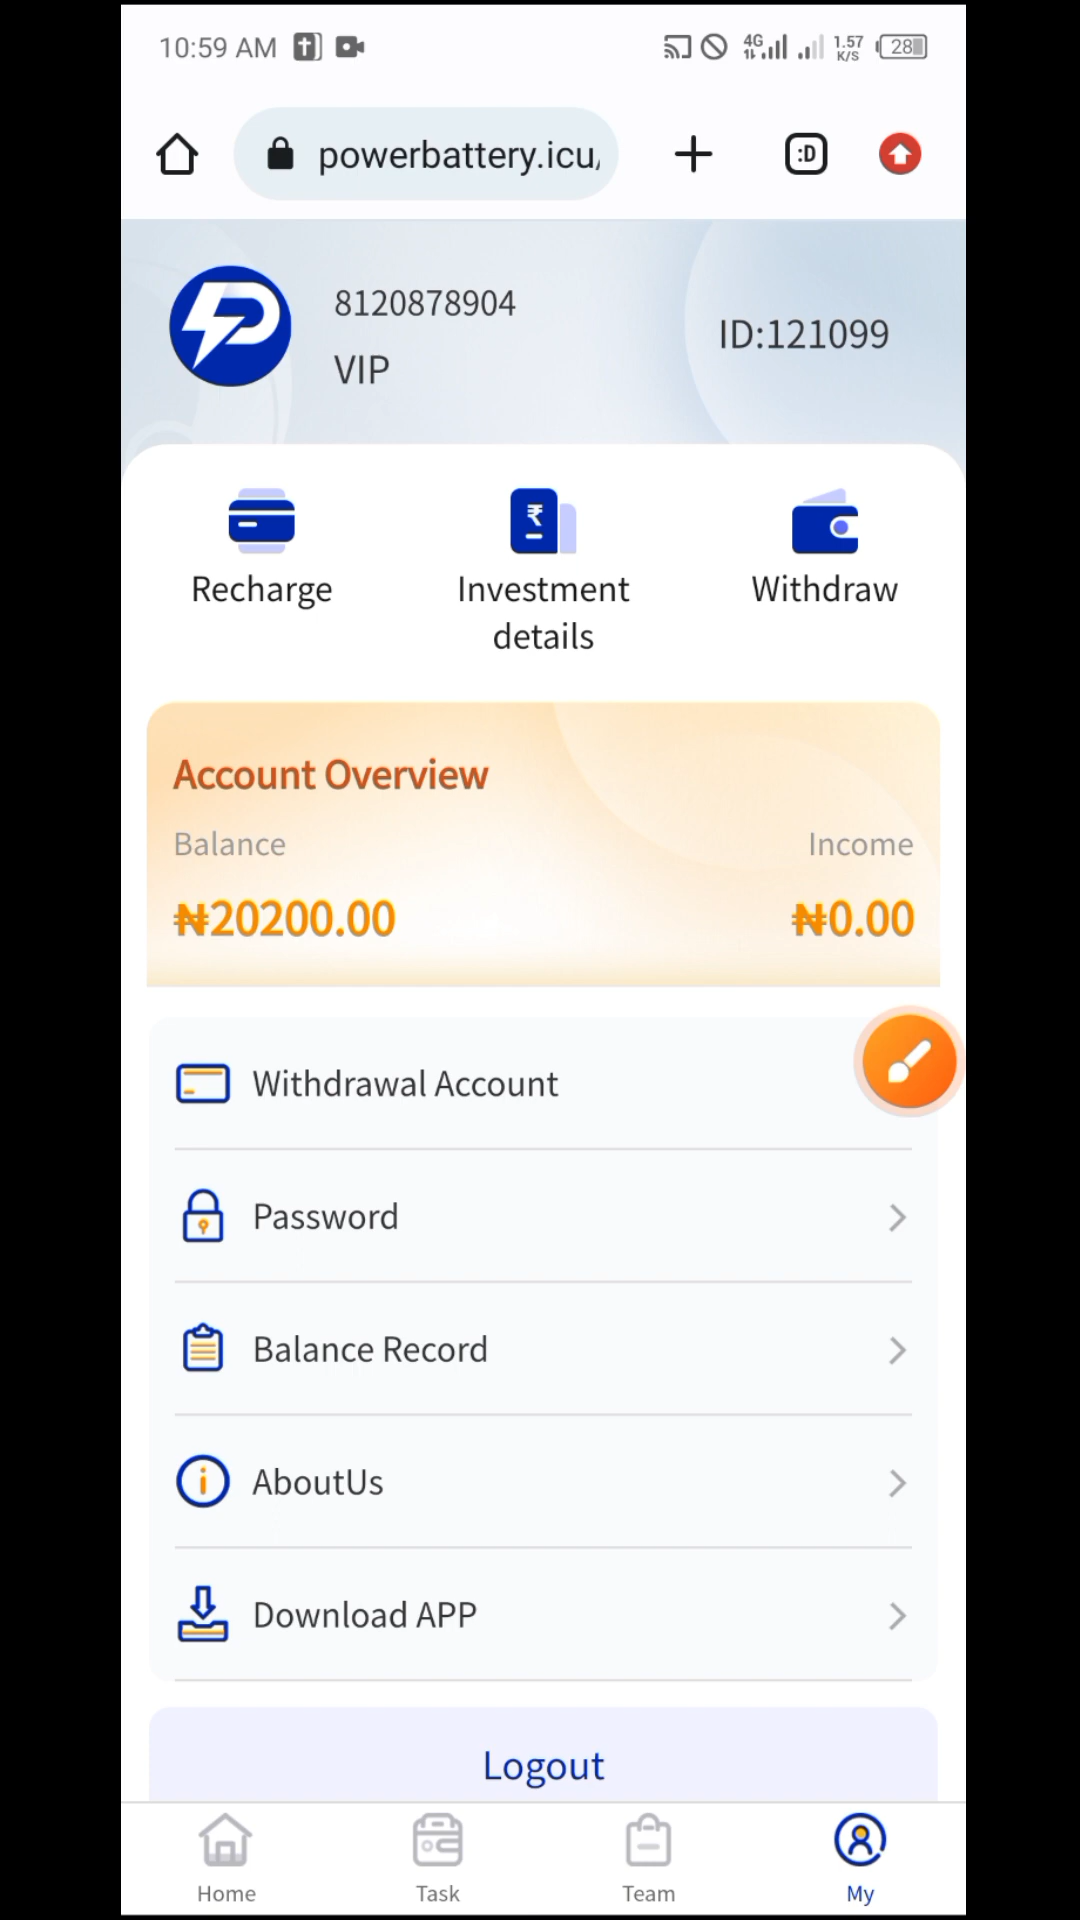 10:59 AM
4G
1.57
K/S
28
powerbattery.icu/
:D
8120878904
VIP
ID:121099
Recharge
Investment
details
Withdraw
Account Overview
Balance
Income
₦20200.00
₦0.00
Withdrawal Account
Password
Balance Record
AboutUs
Download APP
Logout
Home
Task
Team
My